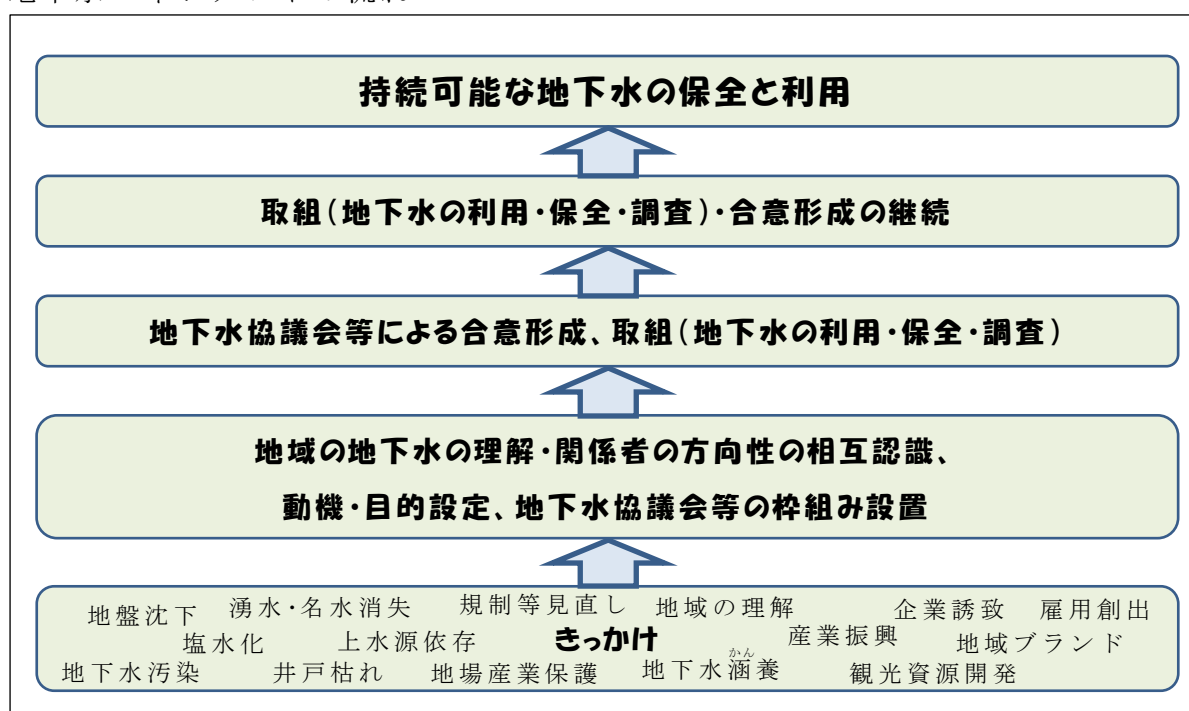 持続可能な地下水の保全と利用
取組(地下水の利用・保全・調査)・合意形成の継続
地下水協議会等による合意形成、取組(地下水の利用・保全・調査)
地域の地下水の理解・関係者の方向性の相互認識、
動機・目的設定、地下水協議会等の枠組み設置
地盤沈下 湧水・名水消失 規制等見直し 地域の理解 企業誘致 雇用創出
塩水化 上水源依存 きっかけ 産業振興 地域ブランド
かん
地下水汚染 井戸枯れ 地場産業保護 地下水涵養 観光資源開発